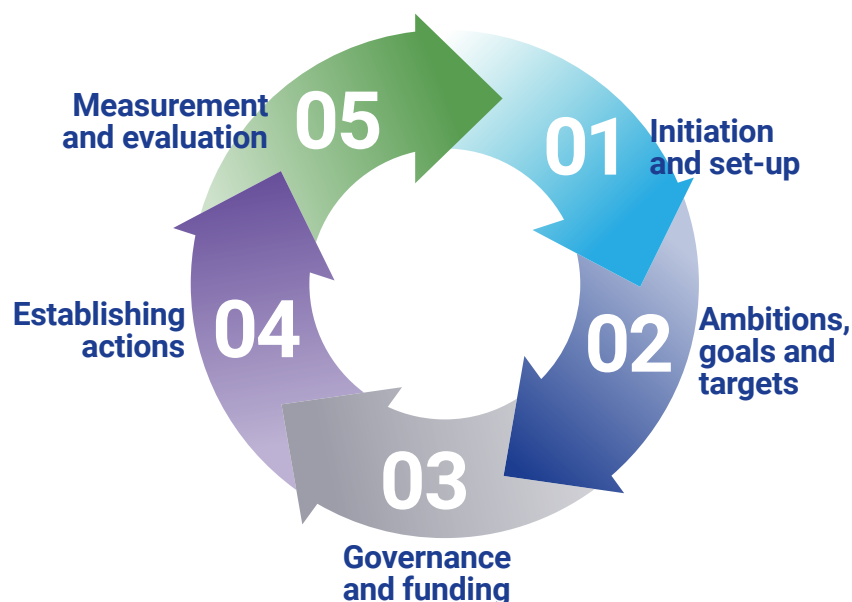 01
Initiation
and set-up
02
Ambitions,
goals and
targets
03
Governance
and funding
04
Establishing
actions
05
Measurement
and evaluation